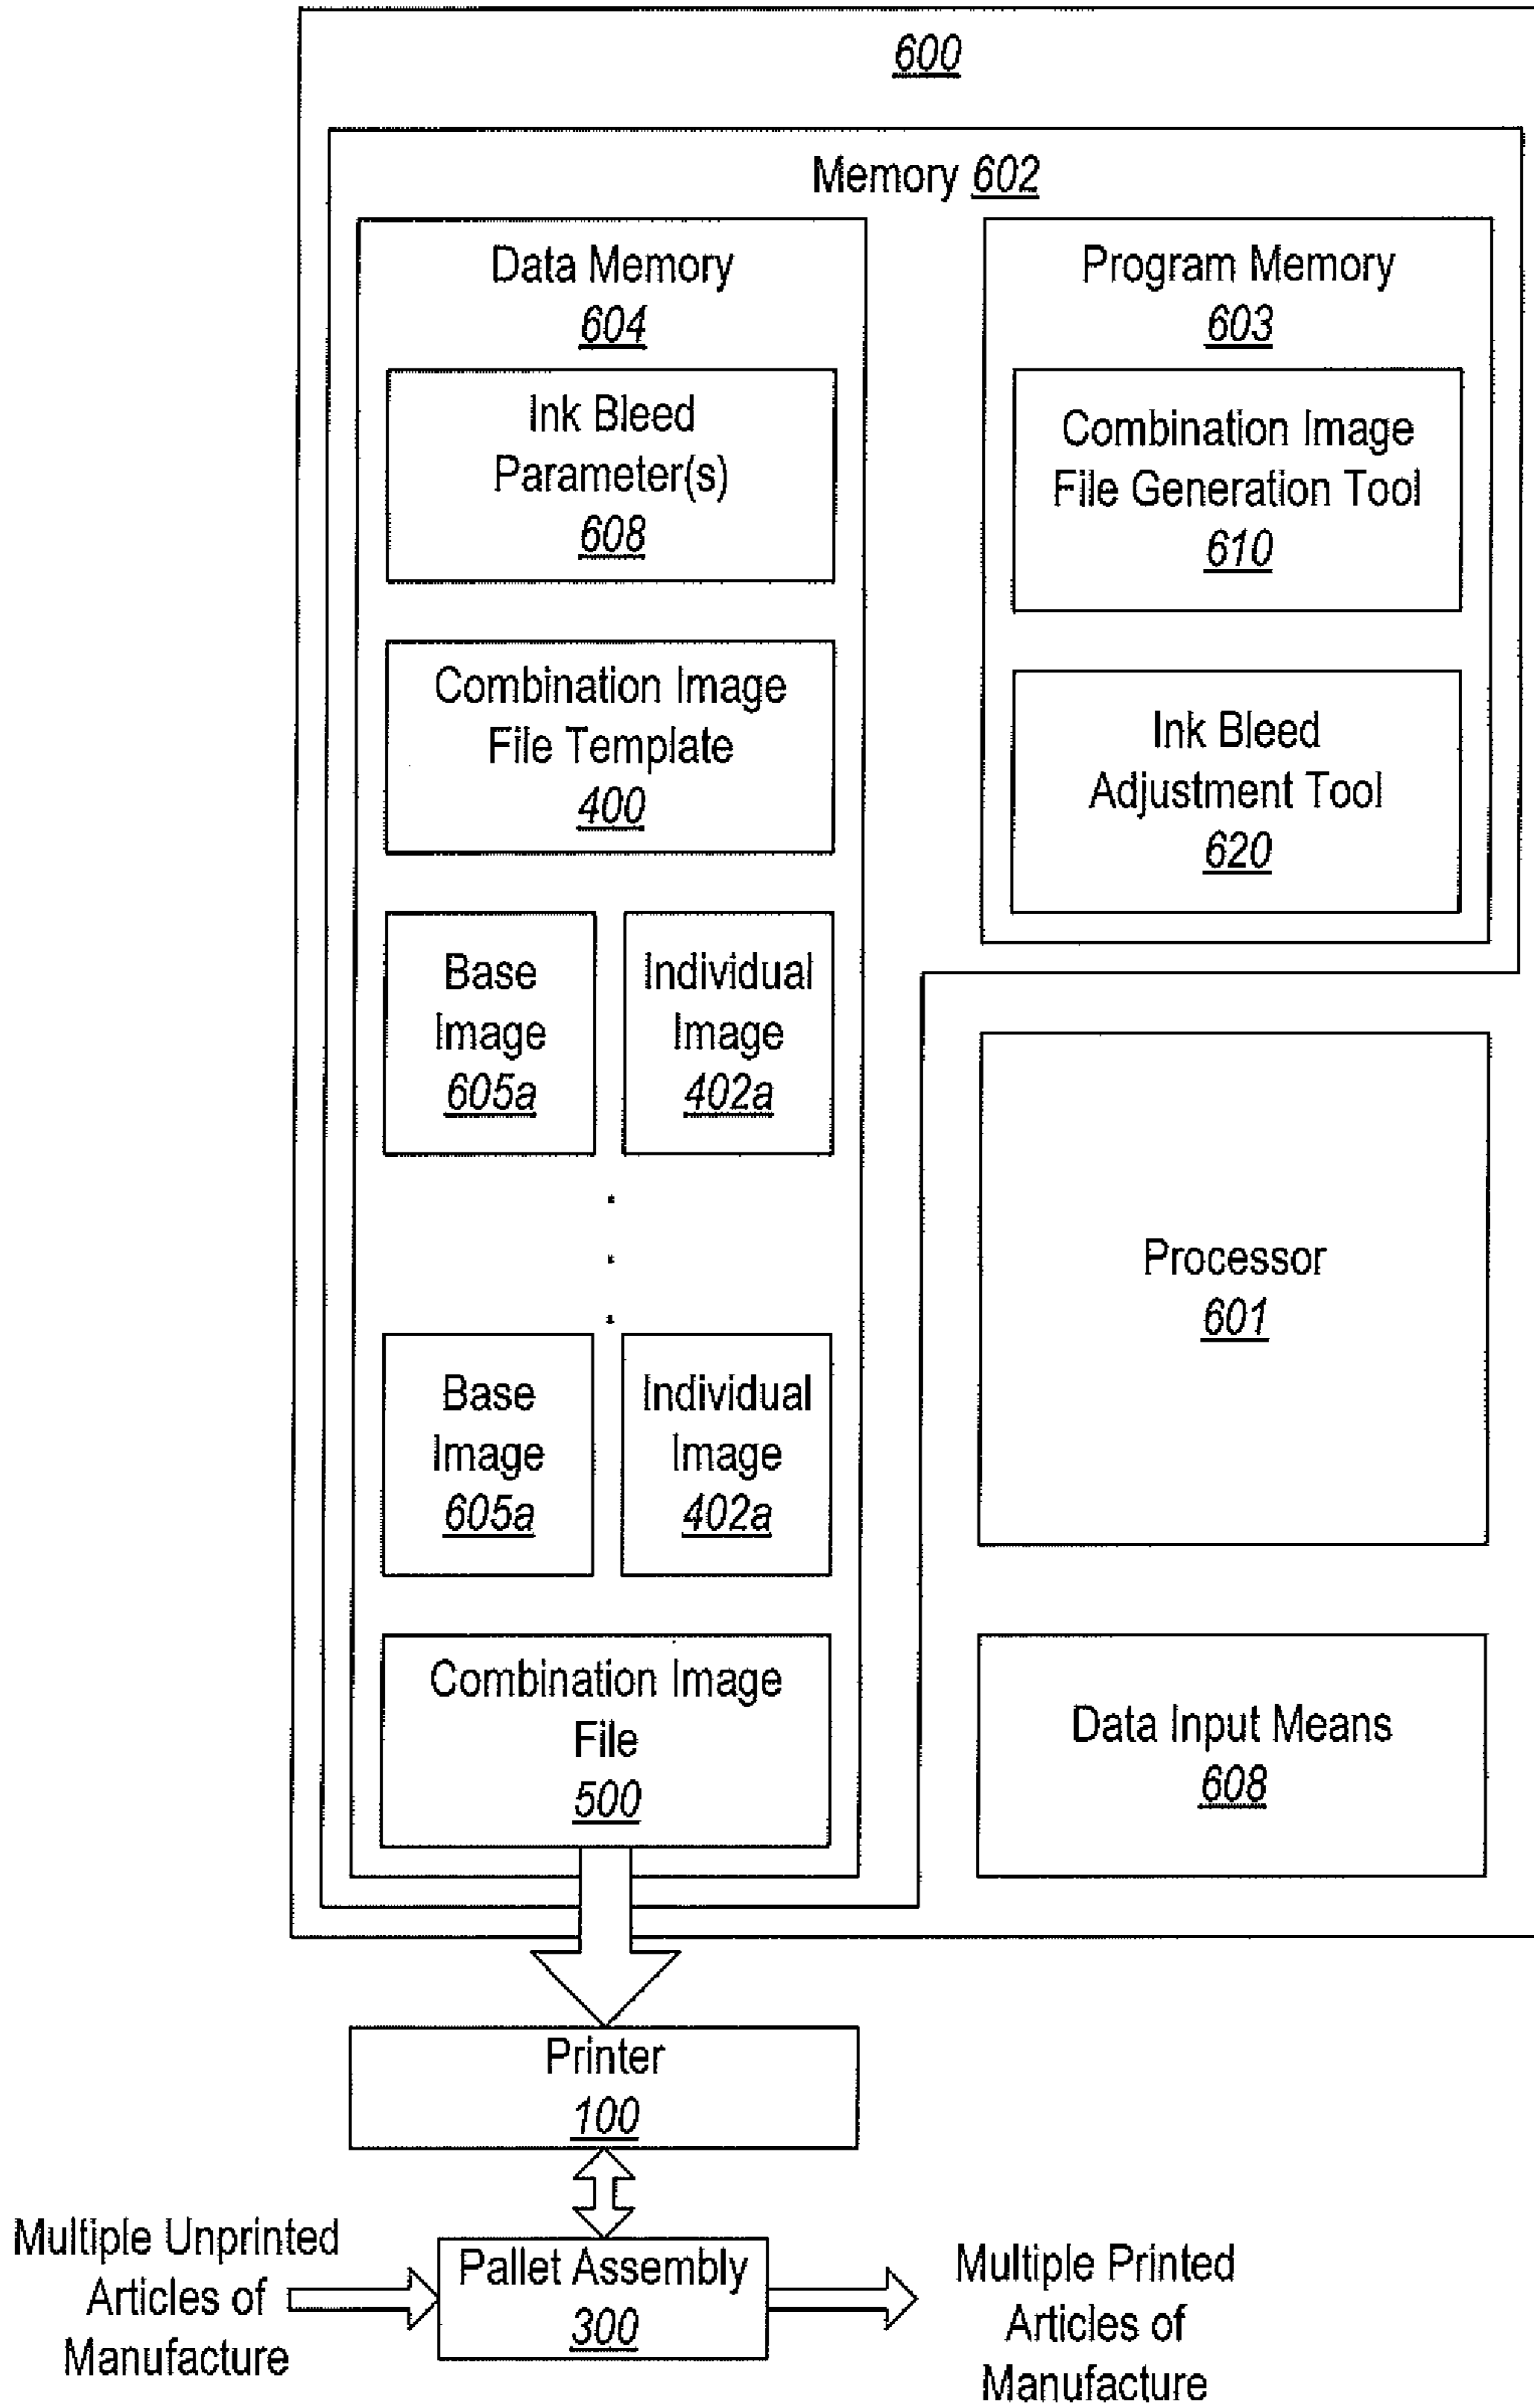 600
Memory 602
Data Memory
604
Ink Bleed
Parameter(s)
608
Combination Image
File Template
400
Base
Image
605a
Individual
Image
402a
Base
Image
605a
Individual
Image
402a
Combination Image
File
500
Program Memory
603
Combination Image
File Generation Tool
610
Ink Bleed
Adjustment Tool
620
Processor
601
Data Input Means
608
Printer
100
Multiple Unprinted
Articles of
Manufacture
Pallet Assembly
300
Multiple Printed
Articles of
Manufacture